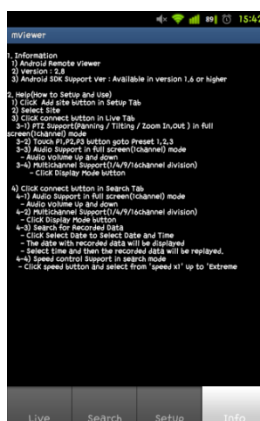 89 15:42
mViewer
1. Information
1) Android Remote Viewer
2) Version : 2.8
3) Android SDK Support Ver : Available in version 1.6 or higher
2. Help(How to Setup and Use)
1) Click Add site button in Setup Tab
2) Select Site
3) Click connect button in Live Tab
3-1) PTZ Support(Panning / Tilting / Zoom In,Out ) in full
screen(1channel) mode
3-2) Touch P1,P2,P3 button goto Preset 1,2,3
3-3) Audio Support in full screen(1channel) mode
- Audio Volume Up and down
3-4) Multichannel Support(1/4/9/16channel division)
- Click Display Mode button
4) Click connect button in Search Tab
4-1) Audio Support in full screen(1channel) mode
- Audio Volume Up and down
4-2) Multichannel Support(1/4/9/16channel division)
- Click Display Mode button
4-3) Search for Recorded Data
- Click Select Date to Select Date and Time
- The date with recorded data will be displayed
- Select time and then the recorded data will be replayed.
4-4) Speed control Support in search mode
- Click speed button and select from 'speed x1' up to 'Extreme
Live Search Setup Info